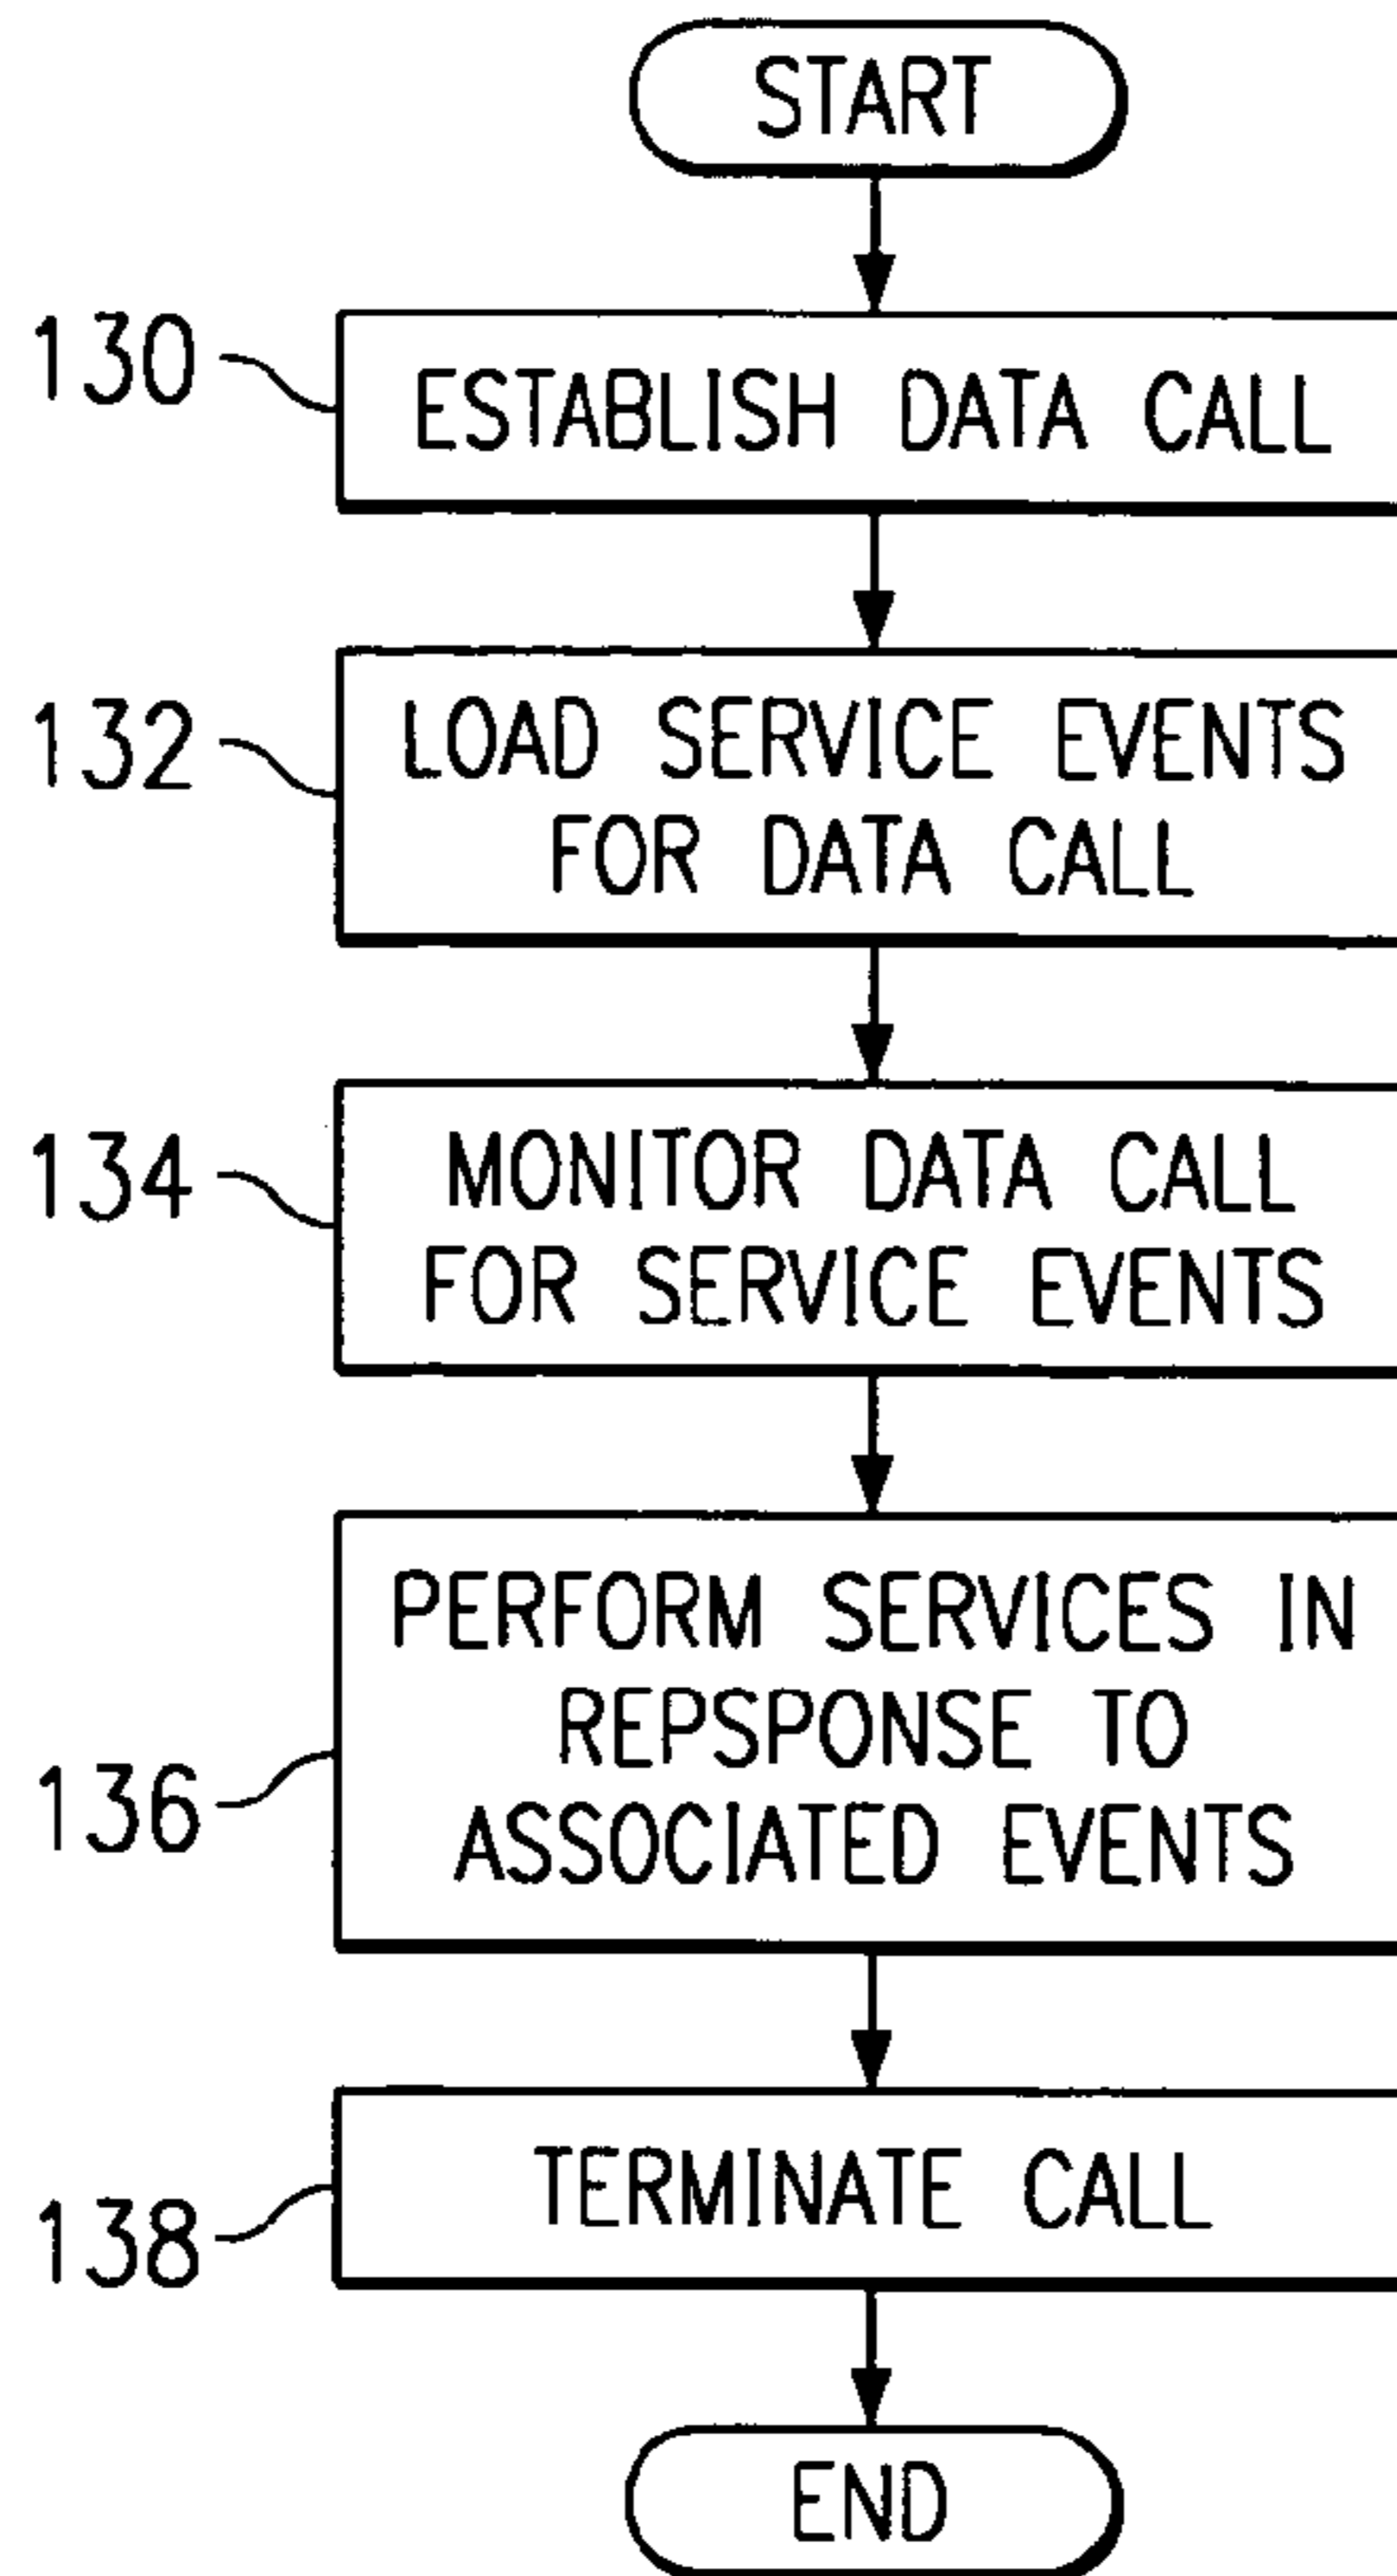 START
130
ESTABLISH DATA CALL
132
LOAD SERVICE EVENTS
FOR DATA CALL
134
MONITOR DATA CALL
FOR SERVICE EVENTS
136
PERFORM SERVICES IN
REPSPONSE TO
ASSOCIATED EVENTS
138
TERMINATE CALL
END